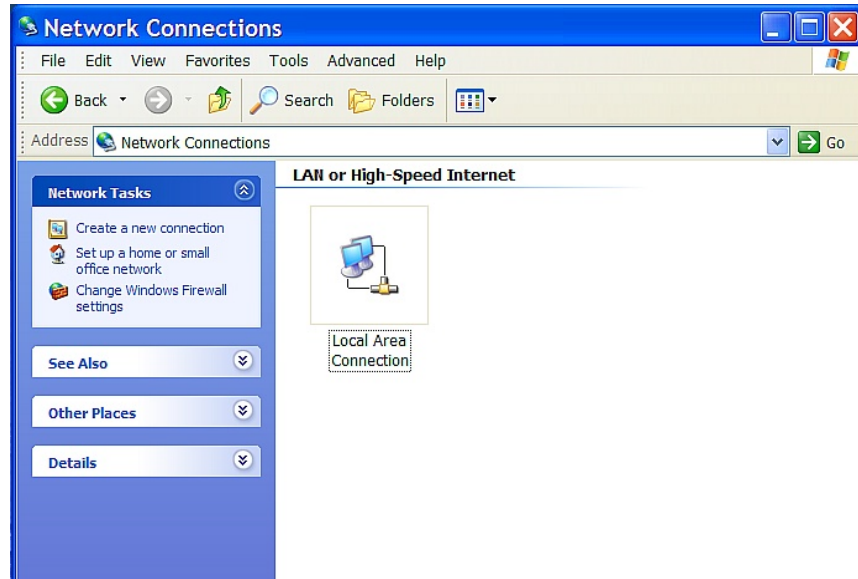 Network Connections
File Edit View Favorites Tools Advanced Help
Back Search Folders
Address Network Connections Go
Network Tasks
Create a new connection
Set up a home or small
office network
Change Windows Firewall
settings
See Also
Other Places
Details
LAN or High-Speed Internet
Local Area
Connection